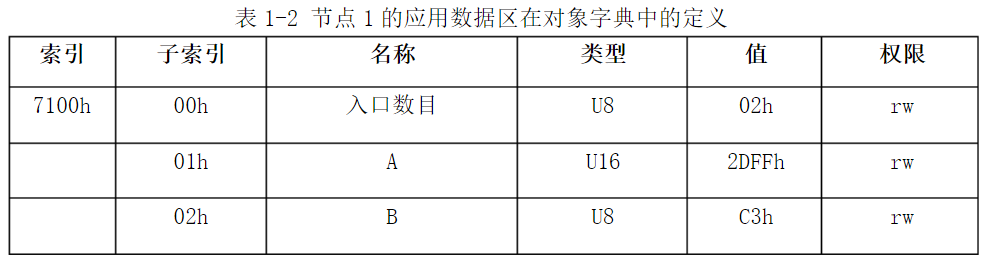 表 1-2 节点 1 的应用数据区在对象字典中的定义
索引 子索引 名称 类型 值 权限
7100h 00h 入口数目 U8 02h rw
01h A U16 2DFFh rw
02h B U8 C3h rw